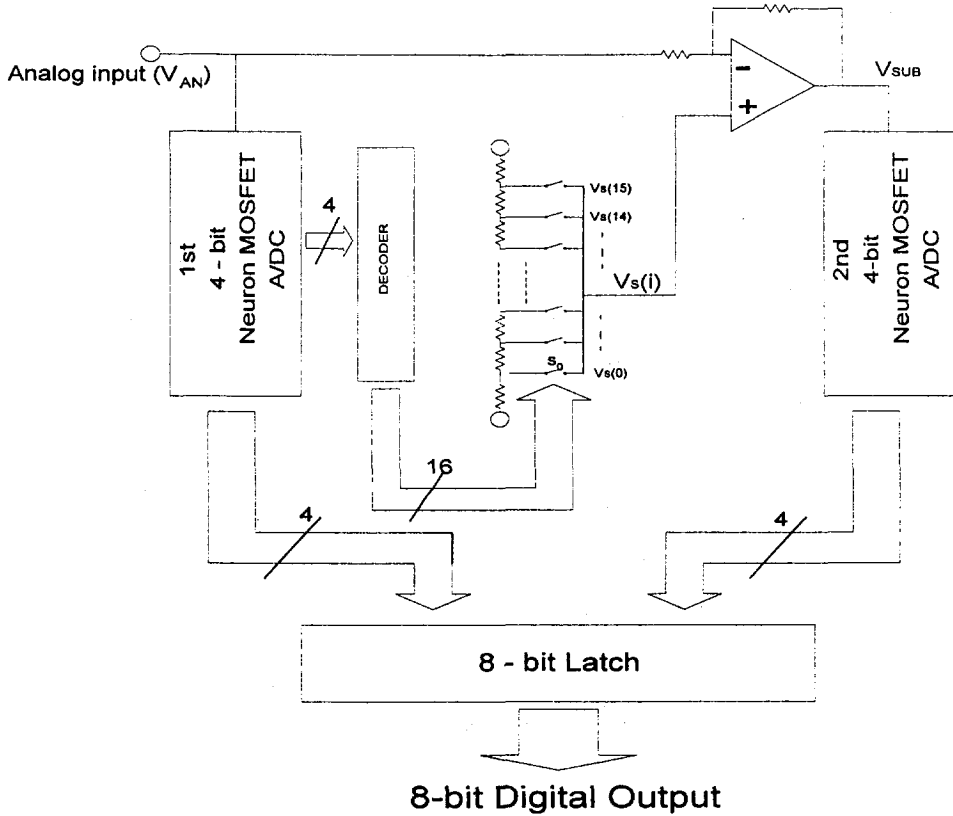 Analog input (VAN)
−
+
VSUB
1st
4 - bit
Neuron MOSFET
A/DC
4
DECODER
Vs(15)
Vs(14)
Vs(i)
S0
Vs(0)
2nd
4-bit
Neuron MOSFET
A/DC
16
4
4
8 - bit Latch
8-bit Digital Output